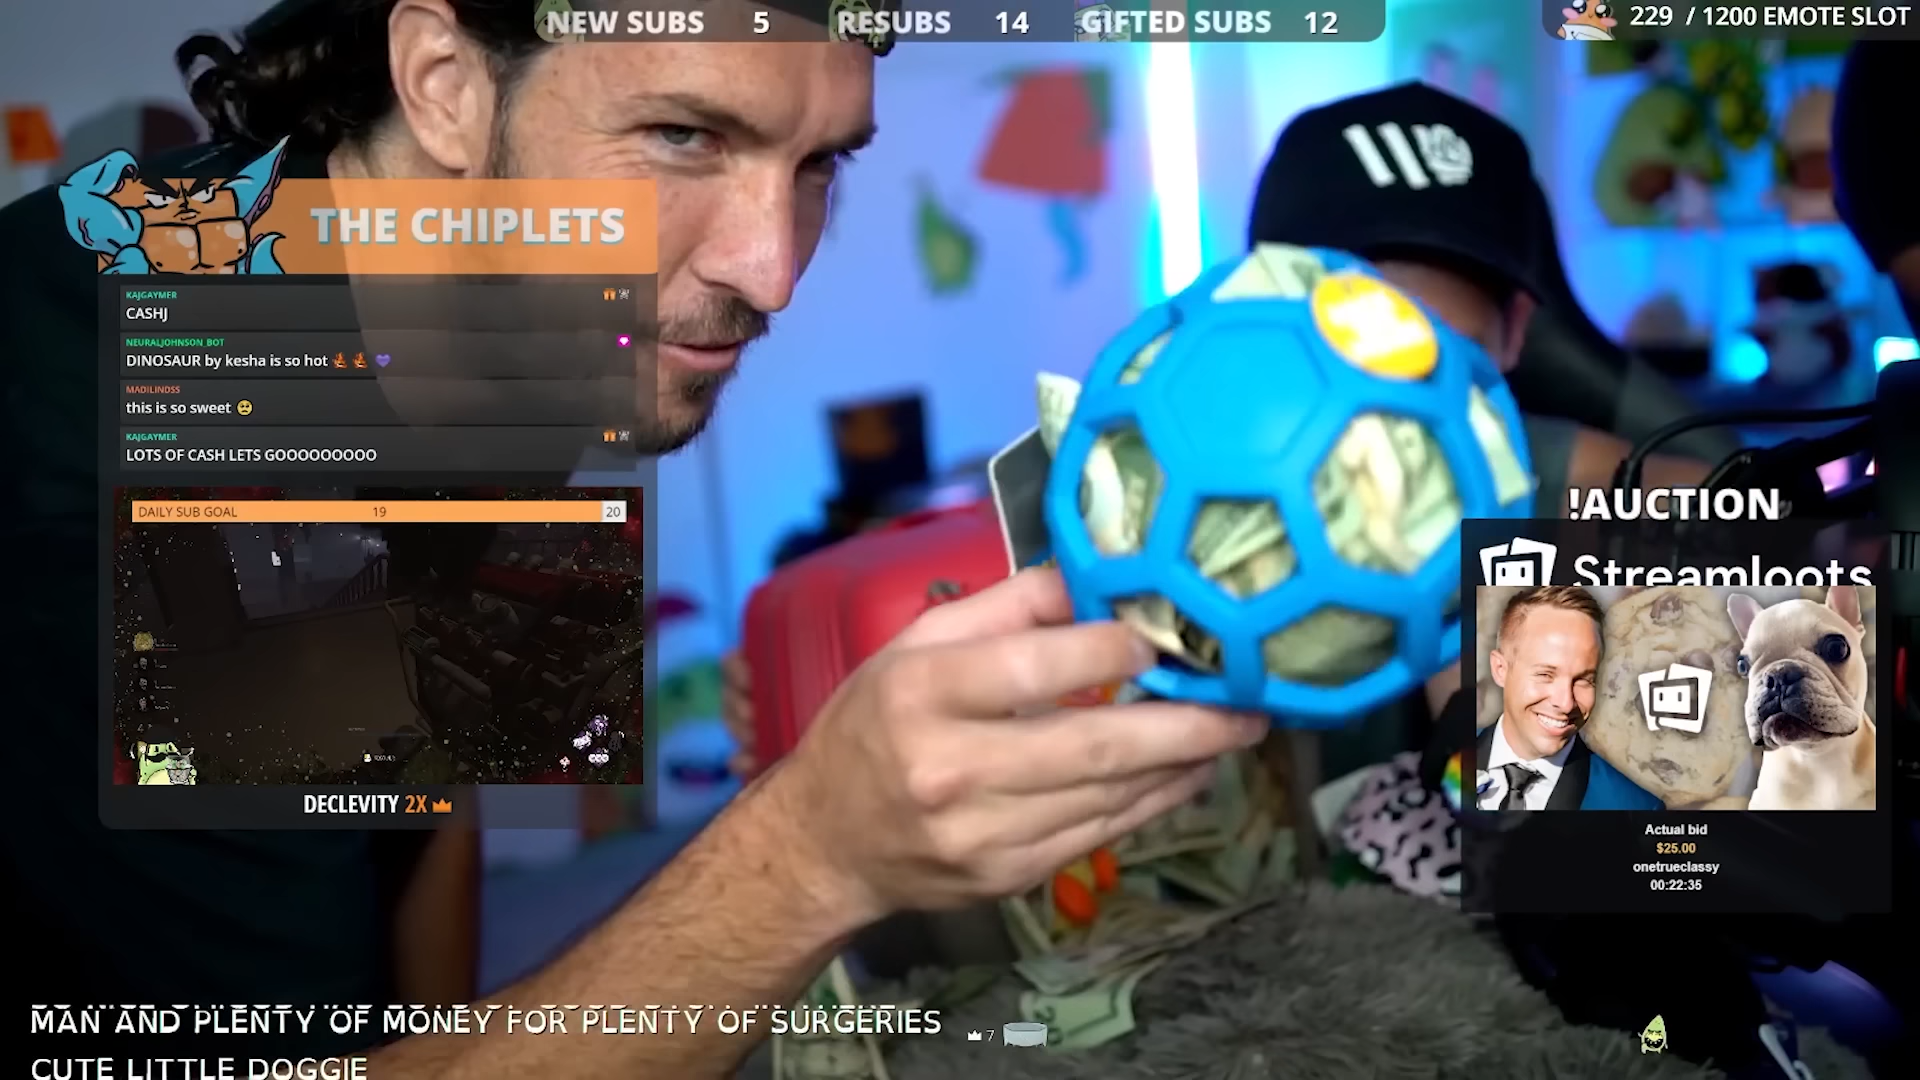 NEW SUBS 5 RESUBS 14 GIFTED SUBS 12
229 / 1200 EMOTE SLOT
THE CHIPLETS
KAJGAYMER
CASHJ
NEURALJOHNSON_BOT
DINOSAUR by kesha is so hot
MADILINDSS
this is so sweet
KAJGAYMER
LOTS OF CASH LETS GOOOOOOOOO
DAILY SUB GOAL 19 20
DECLEVITY 2X
!AUCTION
Streamloots
Actual bid
$25.00
onetrueclassy
00:22:35
MAN AND PLENTY OF MONEY FOR PLENTY OF SURGERIES
CUTE LITTLE DOGGIE
7